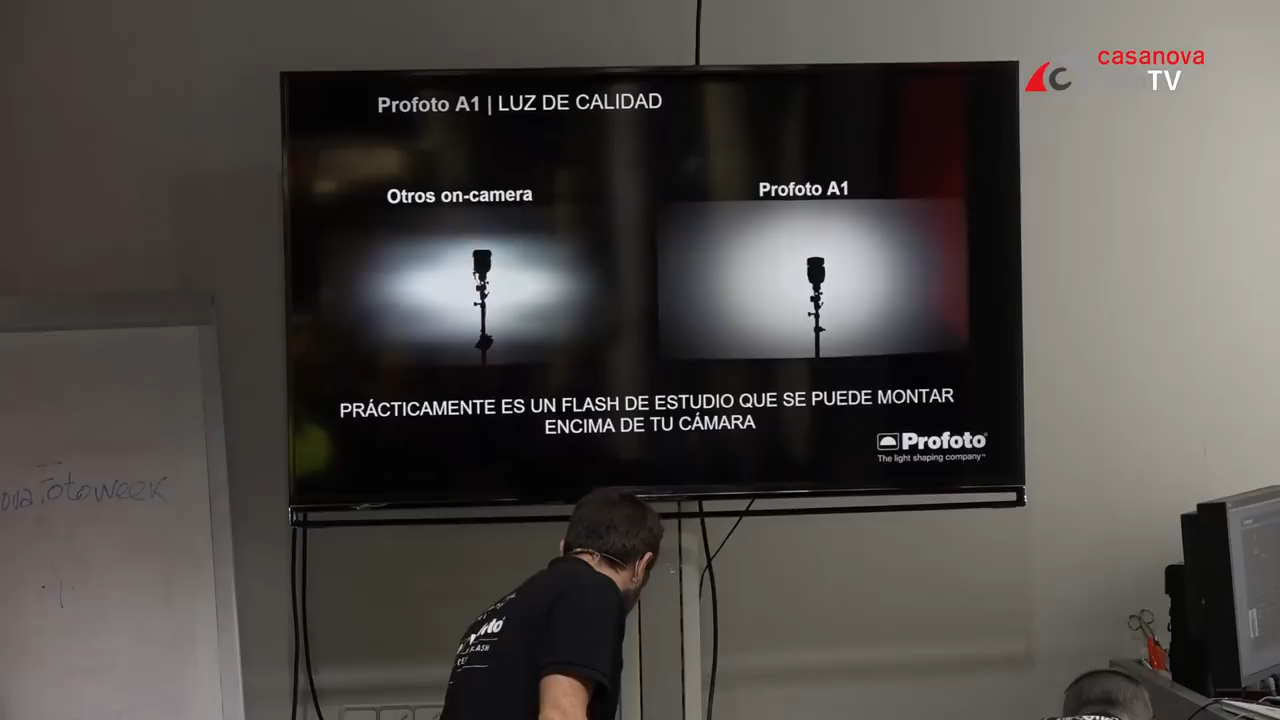 casanova
TV
Profoto A1 | LUZ DE CALIDAD
Otros on-camera
Profoto A1
PRÁCTICAMENTE ES UN FLASH DE ESTUDIO QUE SE PUEDE MONTAR
ENCIMA DE TU CÁMARA
Profoto
The light shaping company™
Fotoweek